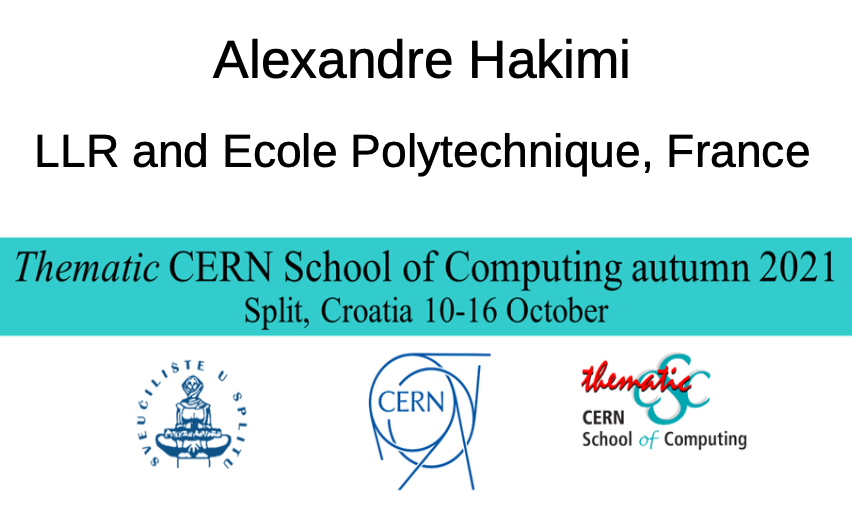 Alexandre Hakimi
LLR and Ecole Polytechnique, France
Thematic CERN School of Computing autumn 2021
Split, Croatia 10-16 October
SVEUČILIŠTE U SPLITU
CERN
thematic CSC
CERN
School of Computing